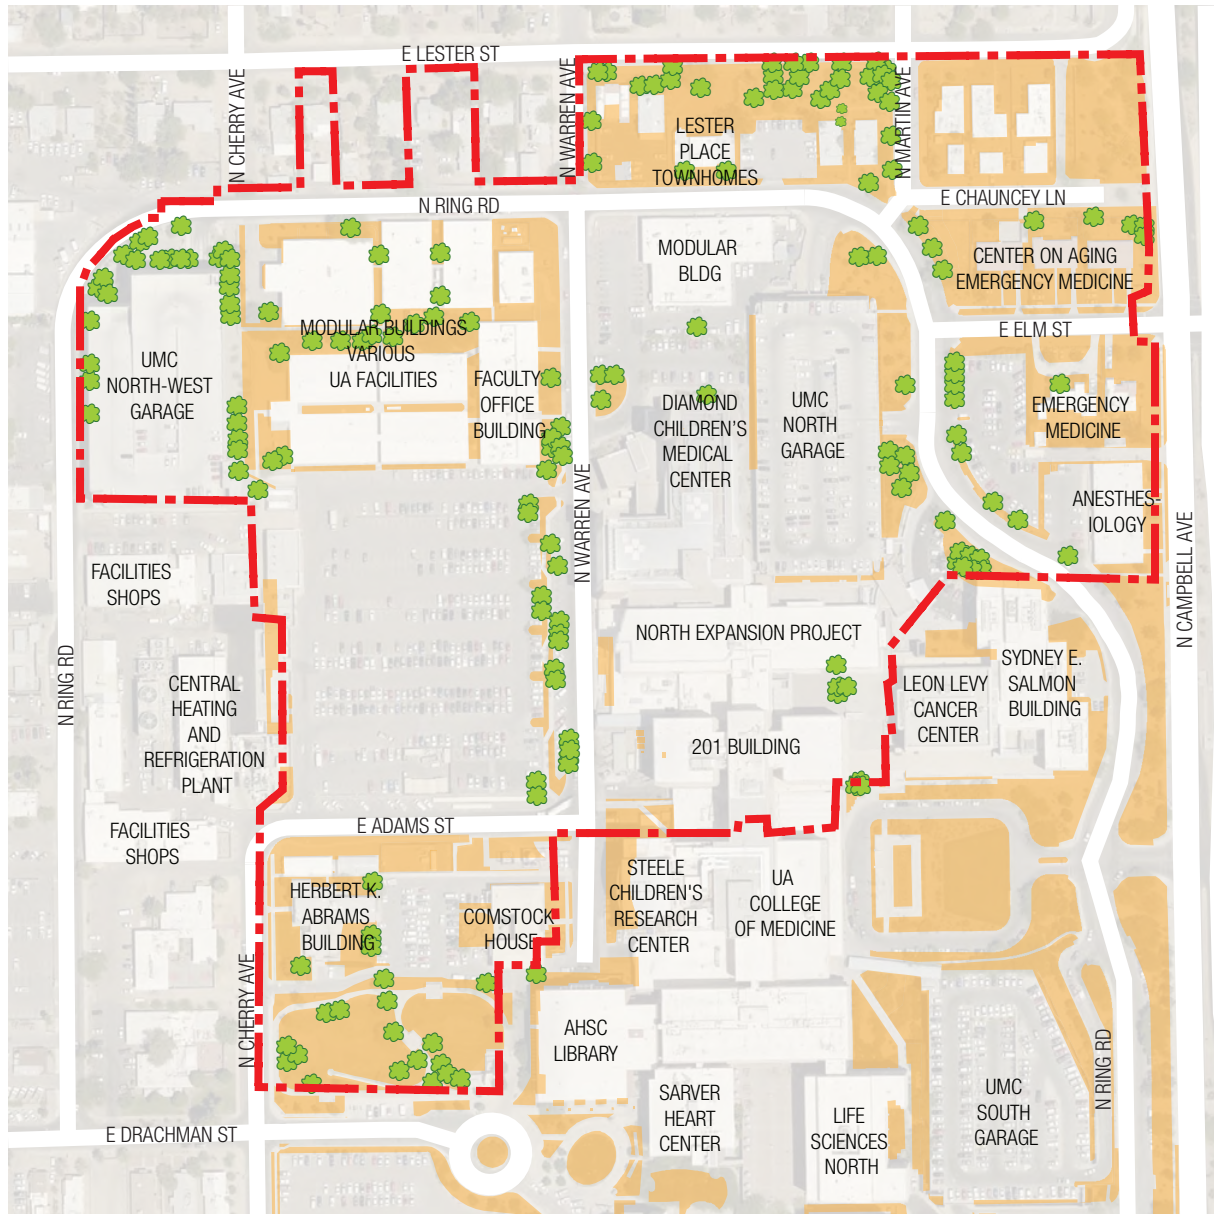 E LESTER ST
N CHERRY AVE
N WARREN AVE
N MARTIN AVE
LESTER
PLACE
TOWNHOMES
E CHAUNCEY LN
N RING RD
MODULAR
BLDG
CENTER ON AGING
EMERGENCY MEDICINE
E ELM ST
MODULAR BUILDINGS
VARIOUS
UA FACILITIES
UMC
NORTH-WEST
GARAGE
FACULTY
OFFICE
BUILDING
DIAMOND
CHILDREN'S
MEDICAL
CENTER
UMC
NORTH
GARAGE
EMERGENCY
MEDICINE
ANESTHES-
IOLOGY
N WARREN AVE
N CAMPBELL AVE
FACILITIES
SHOPS
NORTH EXPANSION PROJECT
N RING RD
CENTRAL
HEATING
AND
REFRIGERATION
PLANT
LEON LEVY
CANCER
CENTER
SYDNEY E.
SALMON
BUILDING
201 BUILDING
FACILITIES
SHOPS
E ADAMS ST
HERBERT K.
ABRAMS
BUILDING
COMSTOCK
HOUSE
STEELE
CHILDREN'S
RESEARCH
CENTER
UA
COLLEGE
OF MEDICINE
N CHERRY AVE
AHSC
LIBRARY
N RING RD
SARVER
HEART
CENTER
LIFE
SCIENCES
NORTH
UMC
SOUTH
GARAGE
E DRACHMAN ST